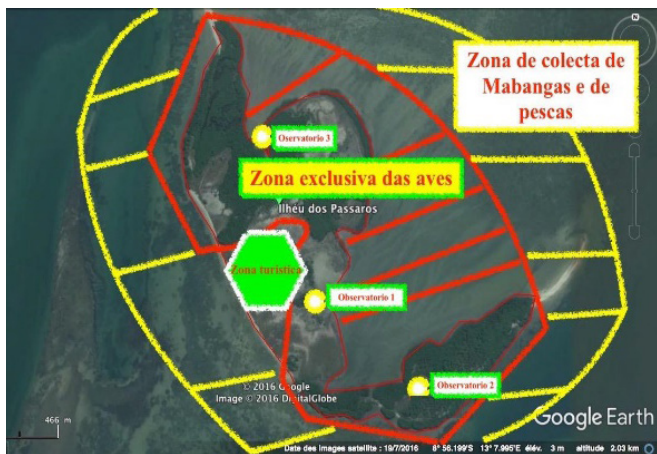 Zona de colecta de
Mabangas e de
pescas
Oservatorio 3
Zona exclusiva das aves
Ilheu dos Passaros
Zona turistica
Observatorio 1
Observatorio 2
© 2016 Google
Image © 2016 DigitalGlobe
466 m
Google Earth
Date des images satellite : 19/7/2016 8° 56.199'S 13° 7.995'E élév. 3 m altitude 2.03 km
N